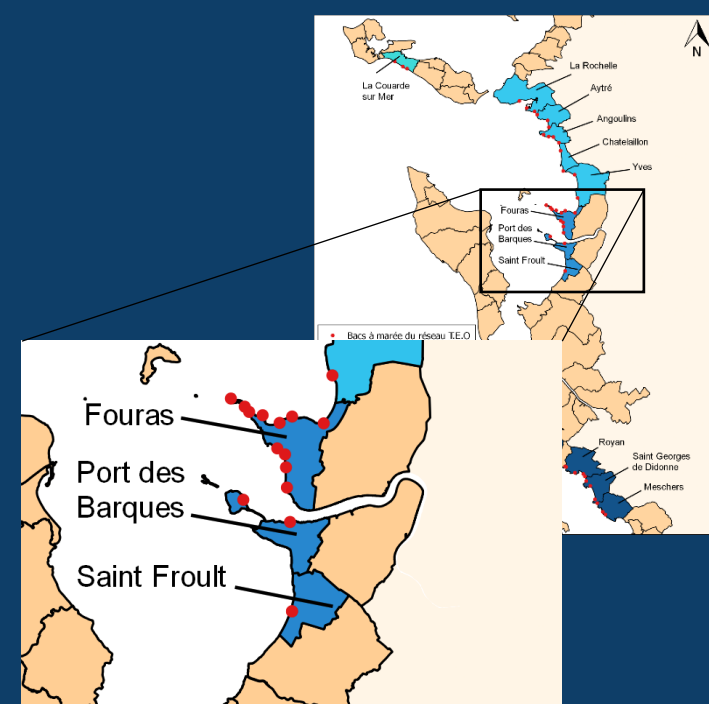 N
La Rochelle
La Couarde
sur Mer
Aytré
Angoulins
Chatelaillon
Yves
Fouras
Port des
Barques
Saint Froult
Bacs à marée du réseau T.E.O
Fouras
Port des
Barques
Saint Froult
Royan
Saint Georges
de Didonne
Meschers